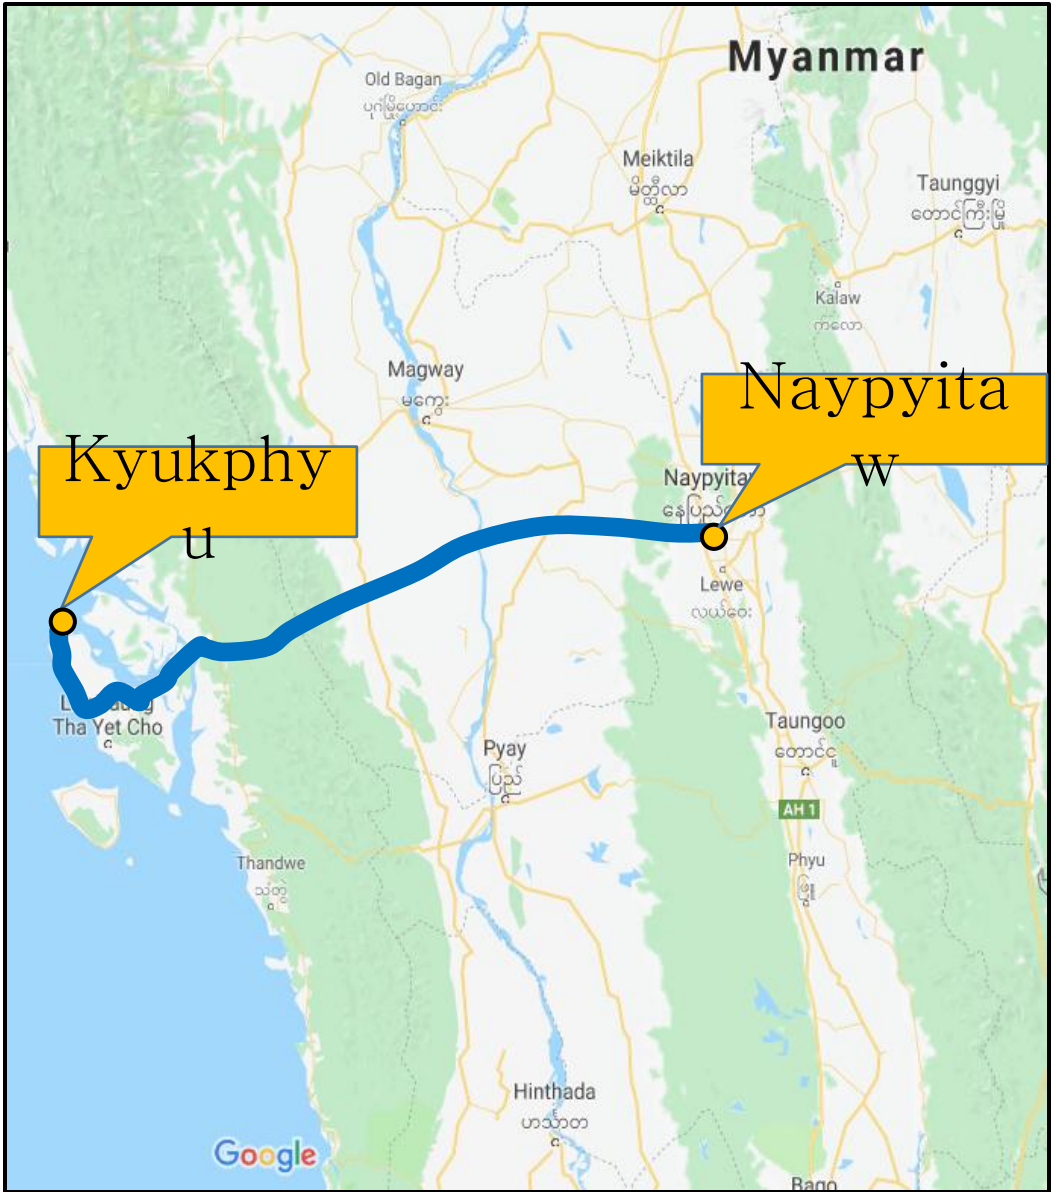 Myanmar
Old Bagan
ပုဂံမြို့ဟောင်း
Meiktila
မိတ္ထီလာ
Taunggyi
တောင်ကြီးမြို့
Kalaw
ကလော
Magway
မကွေး
Naypyita
w
Kyukphy
u
Naypyita
Lewe
လယ်ဝေး
Tha Yet Cho
Taungoo
တောင်ငူ
Pyay
ပြည်
AH 1
Thandwe
သံတွဲ
Phyu
ဖြူး
Hinthada
ဟင်္သာတ
Google
Bago